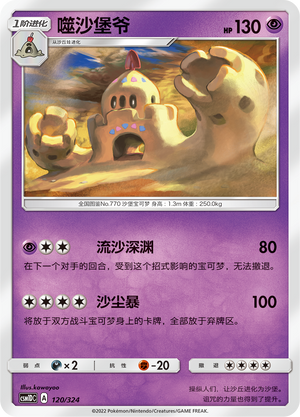 1阶进化
噬沙堡爷
HP 130
从沙丘娃进化
全国图鉴No.770 沙堡宝可梦 身高：1.3m 体重：250.0kg
流沙深渊 80
在下一个对手的回合，受到这个招式影响的宝可梦，无法撤退。
沙尘暴 100
将放于双方战斗宝可梦身上的卡牌，全部放于弃牌区。
弱点 ×2 抗性 -20 撤退
Illus.kawayoo
CSM1DC A 120/324
操纵人们，让沙丘娃进化为沙堡。
©2022 Pokémon/Nintendo/Creatures/GAME FREAK.